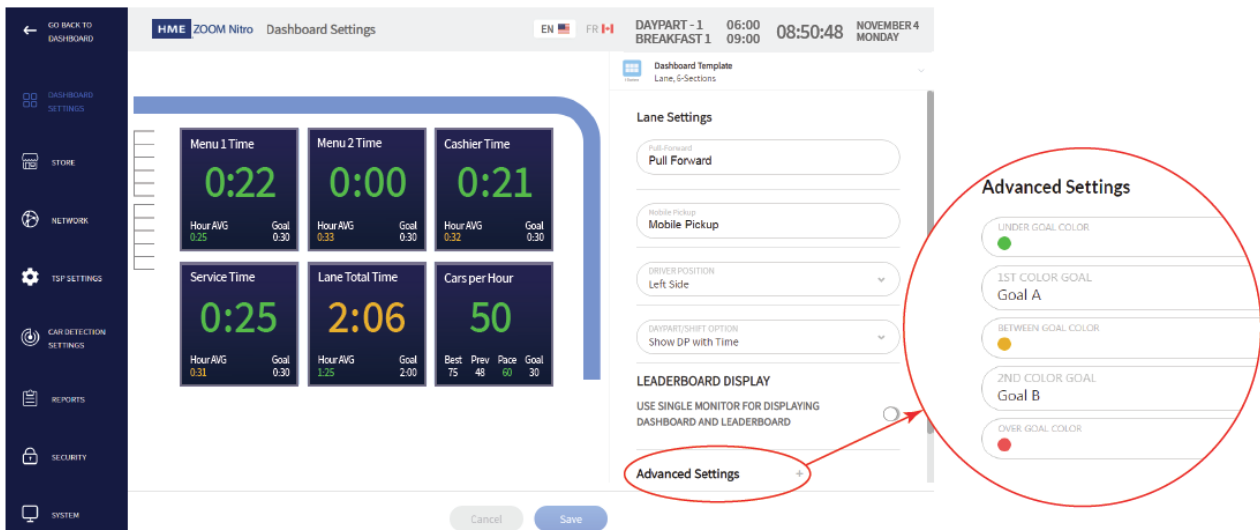 GO BACK TO
DASHBOARD
HME ZOOM Nitro Dashboard Settings
EN
FR
DAYPART - 1 06:00
BREAKFAST 1 09:00
08:50:48
NOVEMBER 4
MONDAY
DASHBOARD
SETTINGS
STORE
NETWORK
TSP SETTINGS
CAR DETECTION
SETTINGS
REPORTS
SECURITY
SYSTEM
Menu 1 Time
0:22
Hour AVG Goal
0:25 0:30
Menu 2 Time
0:00
Hour AVG Goal
0:33 0:30
Cashier Time
0:21
Hour AVG Goal
0:32 0:30
Service Time
0:25
Hour AVG Goal
0:31 0:30
Lane Total Time
2:06
Hour AVG Goal
1:25 2:00
Cars per Hour
50
Best Prev Pace Goal
75 48 60 30
Dashboard Template
Lane, 6-Sections
Lane Settings
Pull-Forward
Pull Forward
Mobile Pickup
Mobile Pickup
DRIVER POSITION
Left Side
DAYPART/SHIFT OPTION
Show DP with Time
LEADERBOARD DISPLAY
USE SINGLE MONITOR FOR DISPLAYING
DASHBOARD AND LEADERBOARD
Advanced Settings +
Cancel
Save
Advanced Settings
UNDER GOAL COLOR
1ST COLOR GOAL
Goal A
BETWEEN GOAL COLOR
2ND COLOR GOAL
Goal B
OVER GOAL COLOR